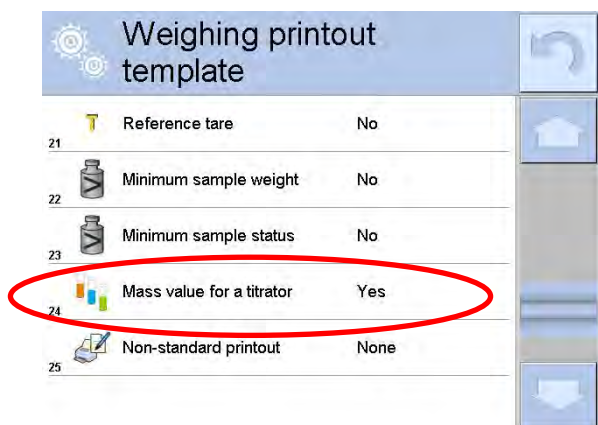 Weighing printout
template
T Reference tare No
21
Minimum sample weight No
22
Minimum sample status No
23
Mass value for a titrator Yes
24
Non-standard printout None
25